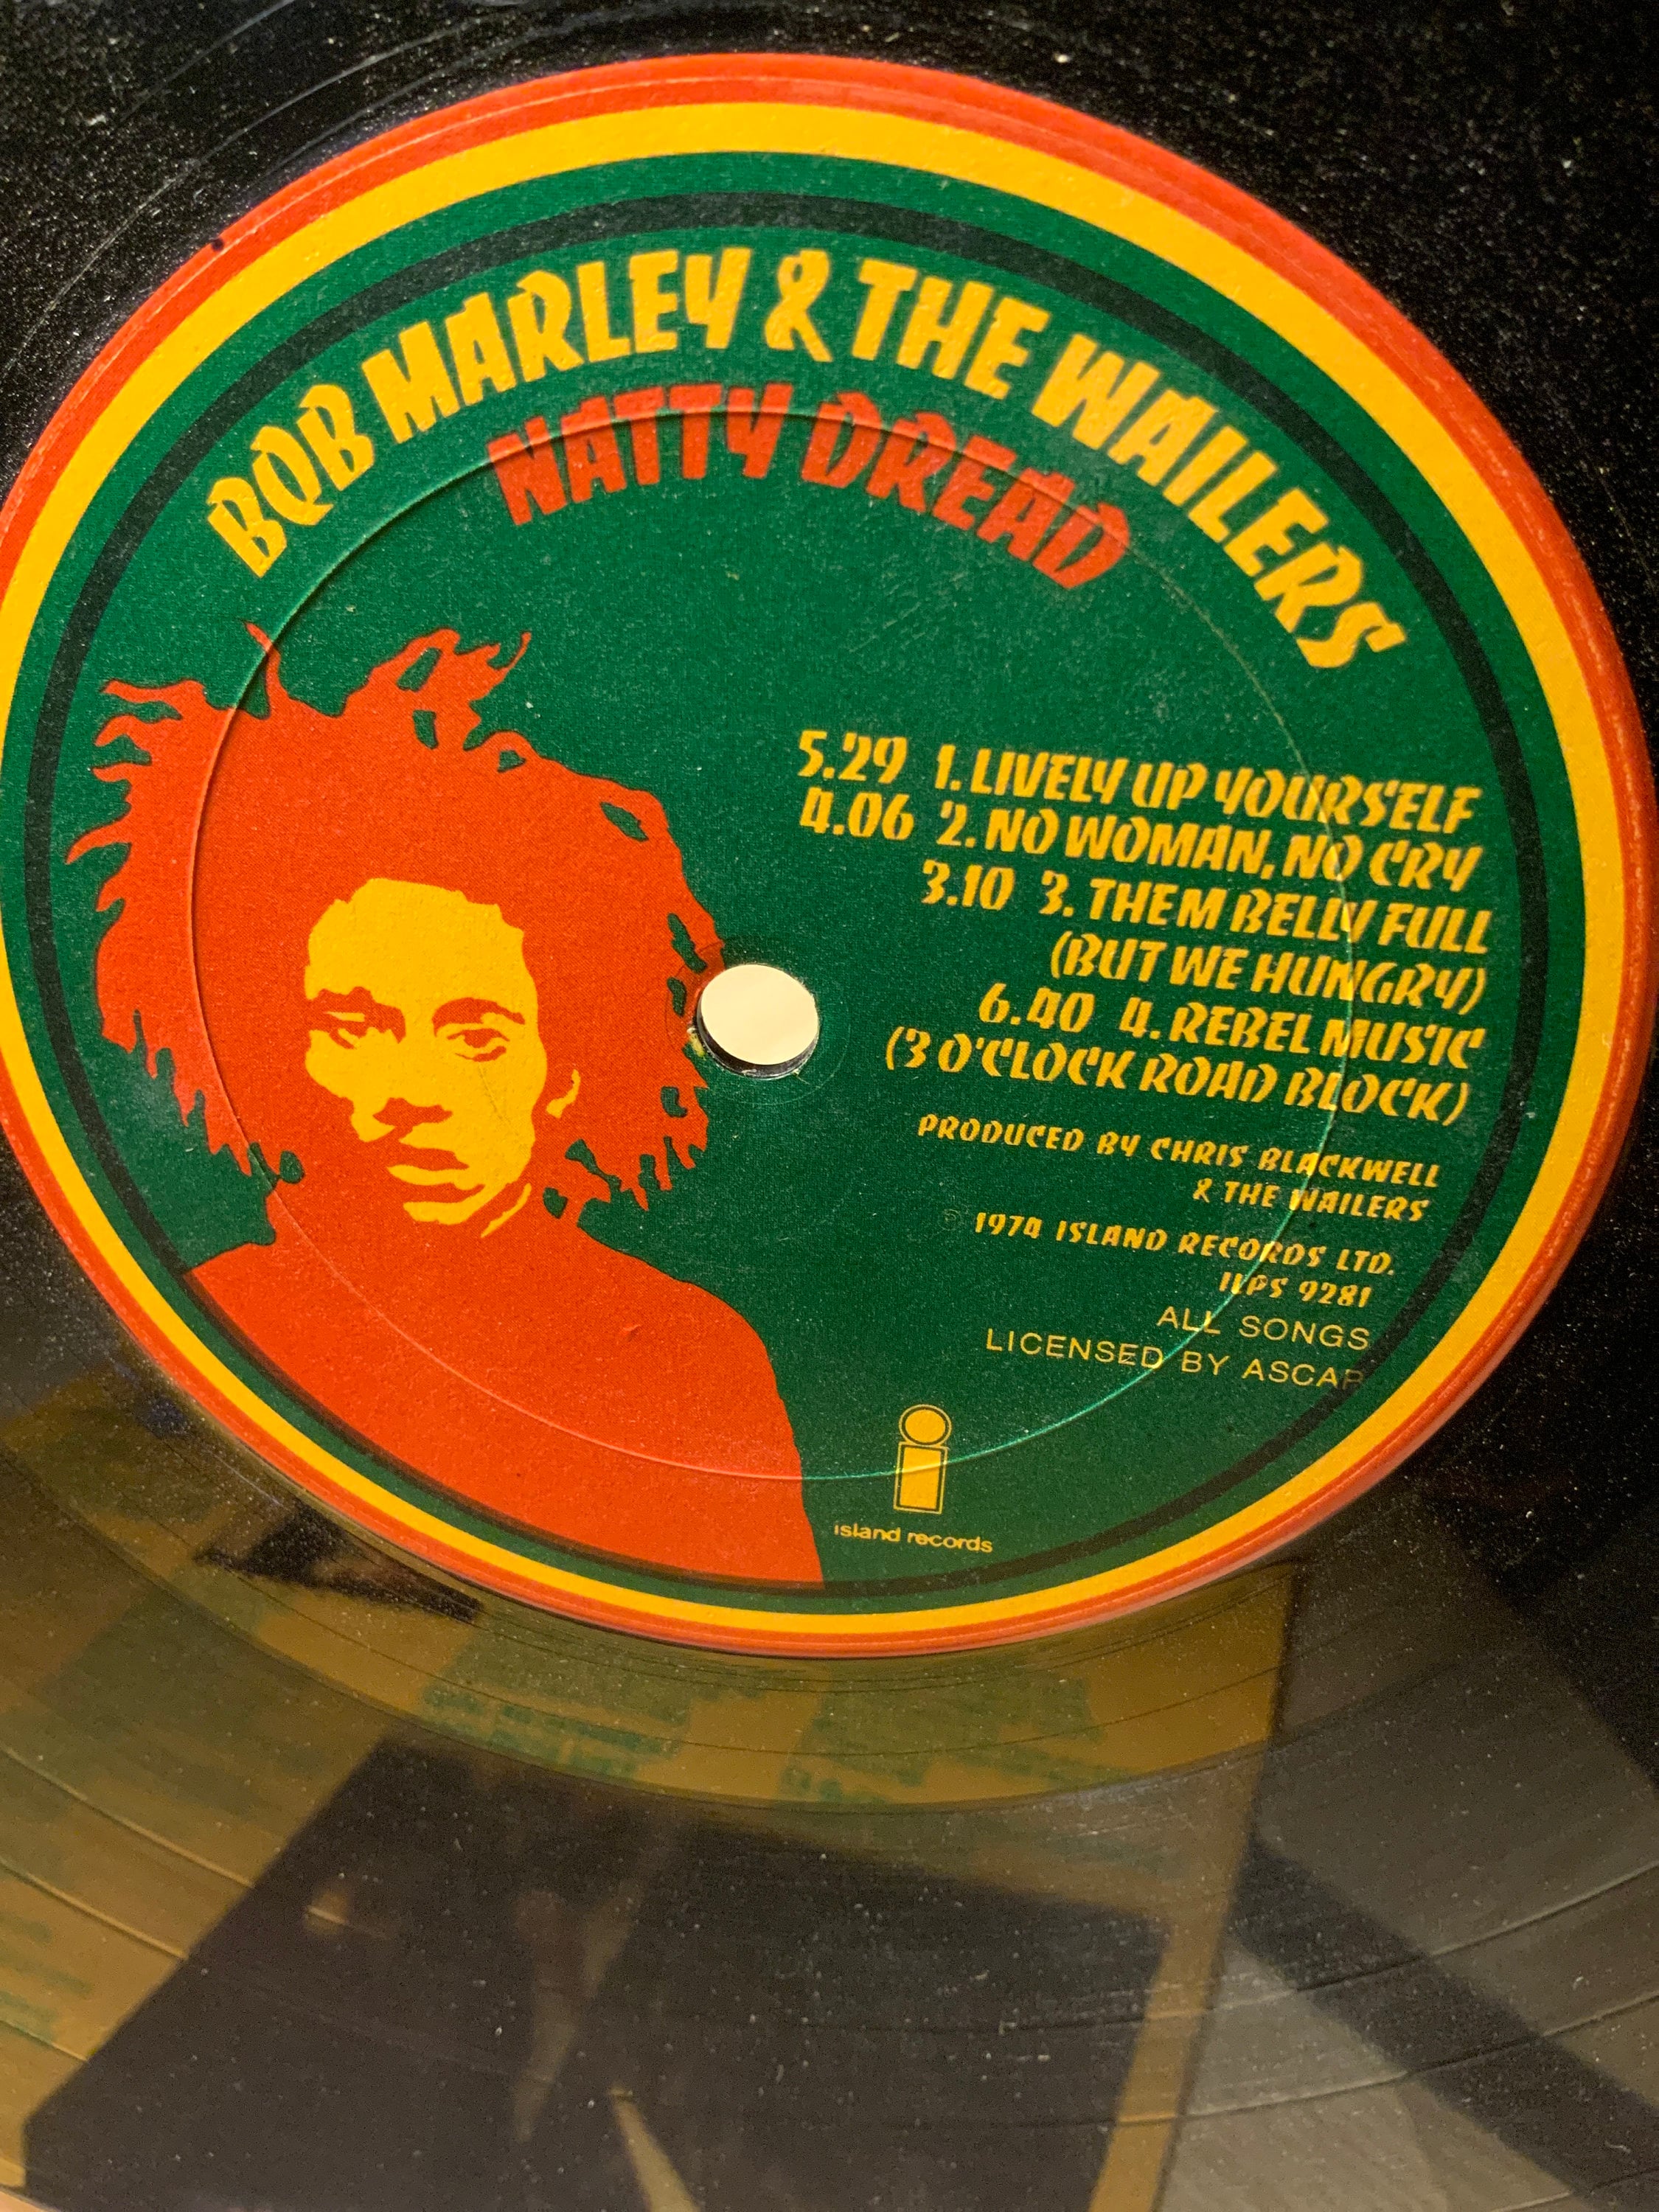 BOB MARLEY & THE WAILERS
NATTY DREAD
5.29 1. LIVELY UP YOURSELF
4.06 2. NO WOMAN, NO CRY
3.10 3. THEM BELLY FULL
(BUT WE HUNGRY)
6.40 4. REBEL MUSIC
(3 O'CLOCK ROAD BLOCK)
PRODUCED BY CHRIS BLACKWELL
& THE WAILERS
℗ 1974 ISLAND RECORDS LTD.
ILPS 9281
ALL SONGS
LICENSED BY ASCAP
i
island records